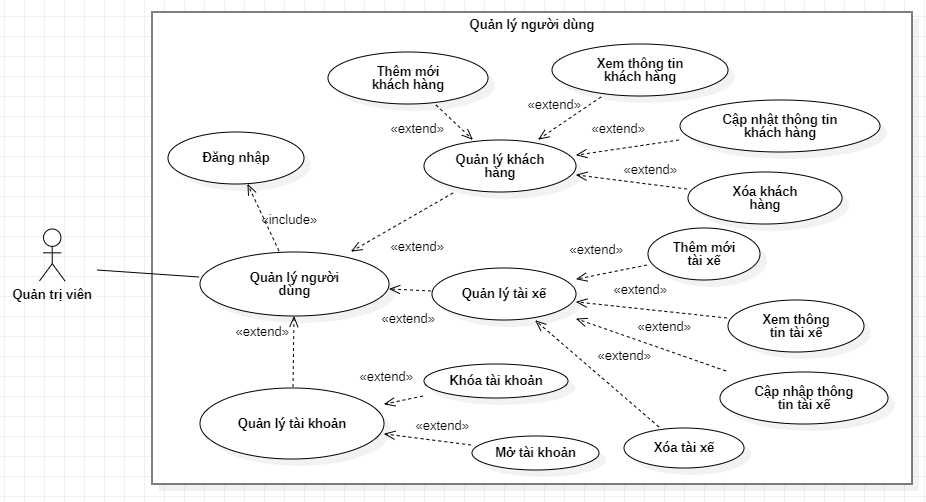 Quản lý người dùng
Thêm mới
khách hàng
Xem thông tin
khách hàng
«extend»
«extend»
Cập nhật thông tin
khách hàng
«extend»
Đăng nhập
Quản lý khách
hàng
«extend»
Xóa khách
hàng
«include»
«extend»
Quản trị viên
Quản lý người
dùng
Quản lý tài xế
«extend»
Thêm mới
tài xế
«extend»
«extend»
Xem thông
tin tài xế
«extend»
«extend»
«extend»
Cập nhập thông
tin tài xế
«extend»
Khóa tài khoản
Quản lý tài khoản
«extend»
Mở tài khoản
Xóa tài xế